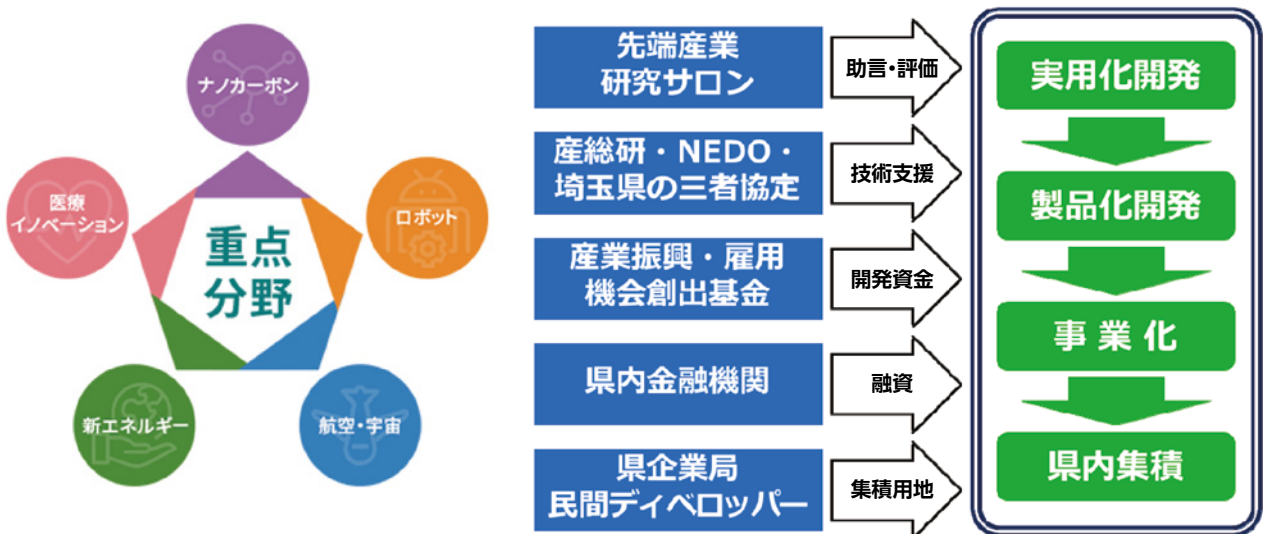 ナノカーボン
医療
イノベーション
ロボット
重点
分野
新エネルギー
航空・宇宙
先端産業
研究サロン
助言・評価
産総研・NEDO・
埼玉県の三者協定
技術支援
産業振興・雇用
機会創出基金
開発資金
県内金融機関
融資
県企業局
民間ディベロッパー
集積用地
実用化開発
製品化開発
事業化
県内集積